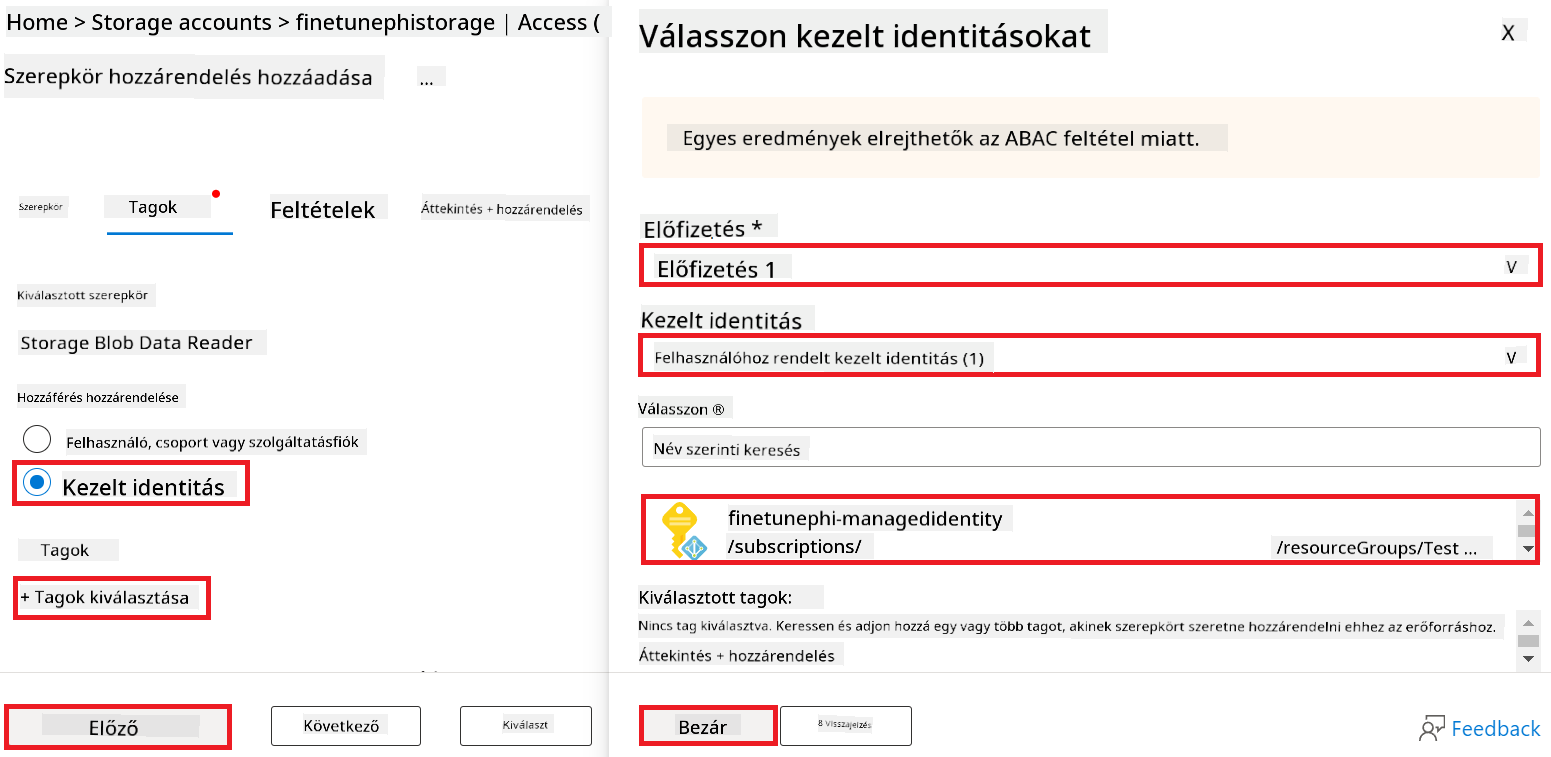 Home > Storage accounts > finetunephistorage | Access (
Szerepkör hozzárendelés hozzáadása ...
Szerepkör Tagok Feltételek Áttekintés + hozzárendelés
Kiválasztott szerepkör
Storage Blob Data Reader
Hozzáférés hozzárendelése
Felhasználó, csoport vagy szolgáltatásfiók
Kezelt identitás
Tagok
+ Tagok kiválasztása
Előző Következő Kiválaszt
Válasszon kezelt identitásokat X
Egyes eredmények elrejthetők az ABAC feltétel miatt.
Előfizetés *
Előfizetés 1 V
Kezelt identitás
Felhasználóhoz rendelt kezelt identitás (1) V
Válasszon ®
Név szerinti keresés
finetunephi-managedidentity
/subscriptions/ /resourceGroups/Test ...
Kiválasztott tagok:
Nincs tag kiválasztva. Keressen és adjon hozzá egy vagy több tagot, akinek szerepkört szeretne hozzárendelni ehhez az erőforráshoz.
Áttekintés + hozzárendelés
Bezár 8 Visszajelzés Feedback